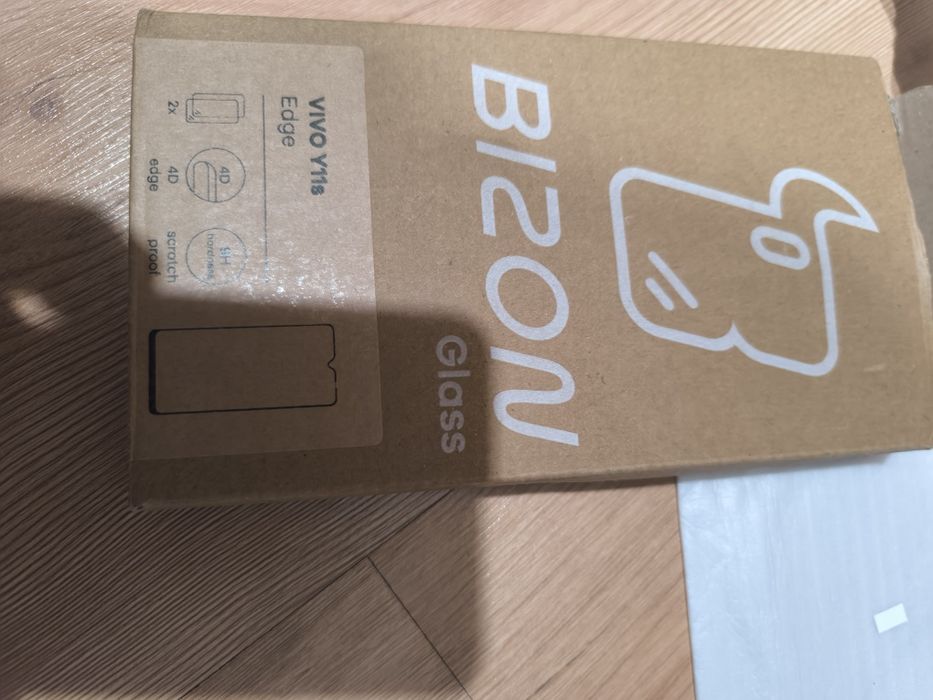 BIZON
Glass
VIVO Y11s
Edge
2x
4D
4D
edge
9H
hardness
scratch
proof